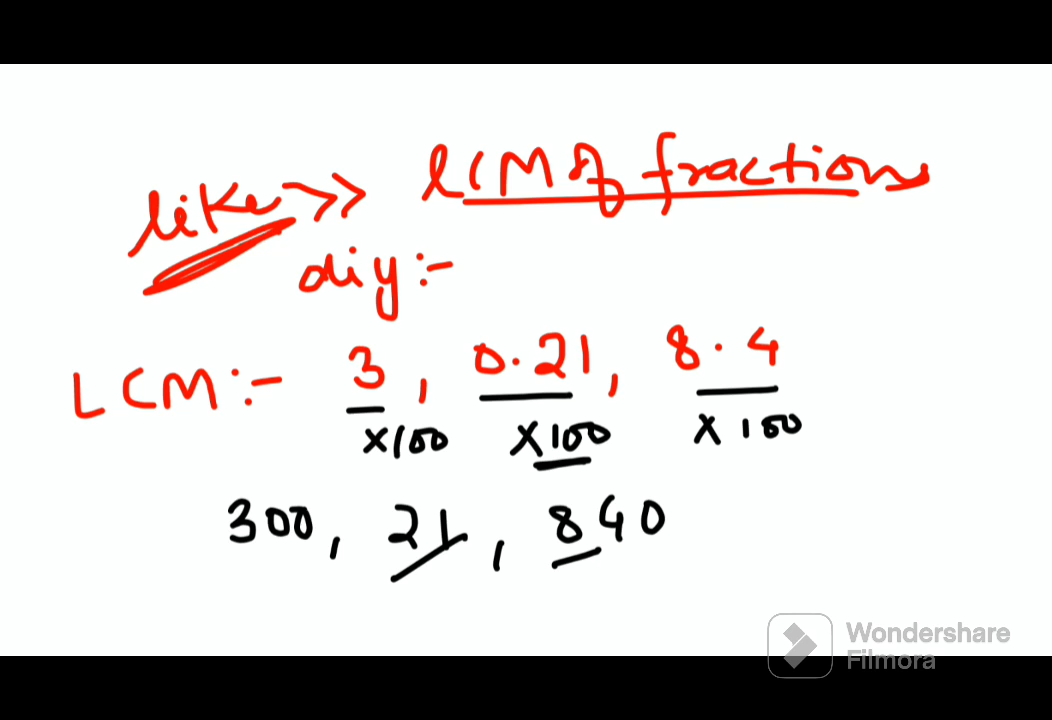 like >> LCM of fractions
diy :-
LCM :- 3 , 0.21 , 8.4
×100 ×100 ×100
300 , 21 , 840
Wondershare
Filmora